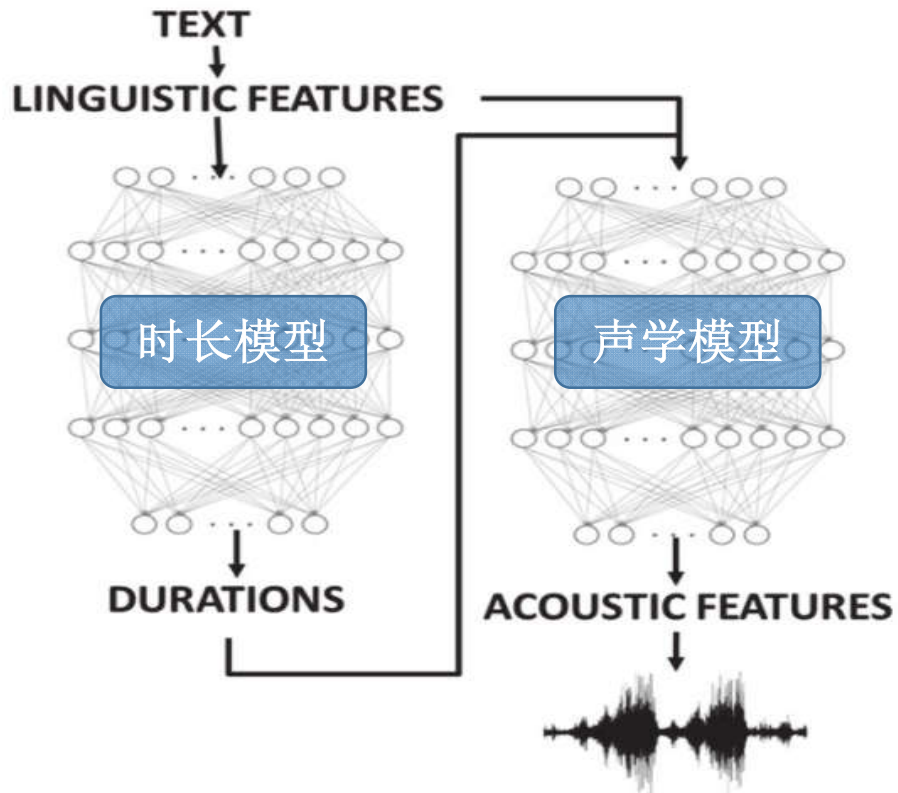 TEXT
LINGUISTIC FEATURES
时长模型
DURATIONS
声学模型
ACOUSTIC FEATURES